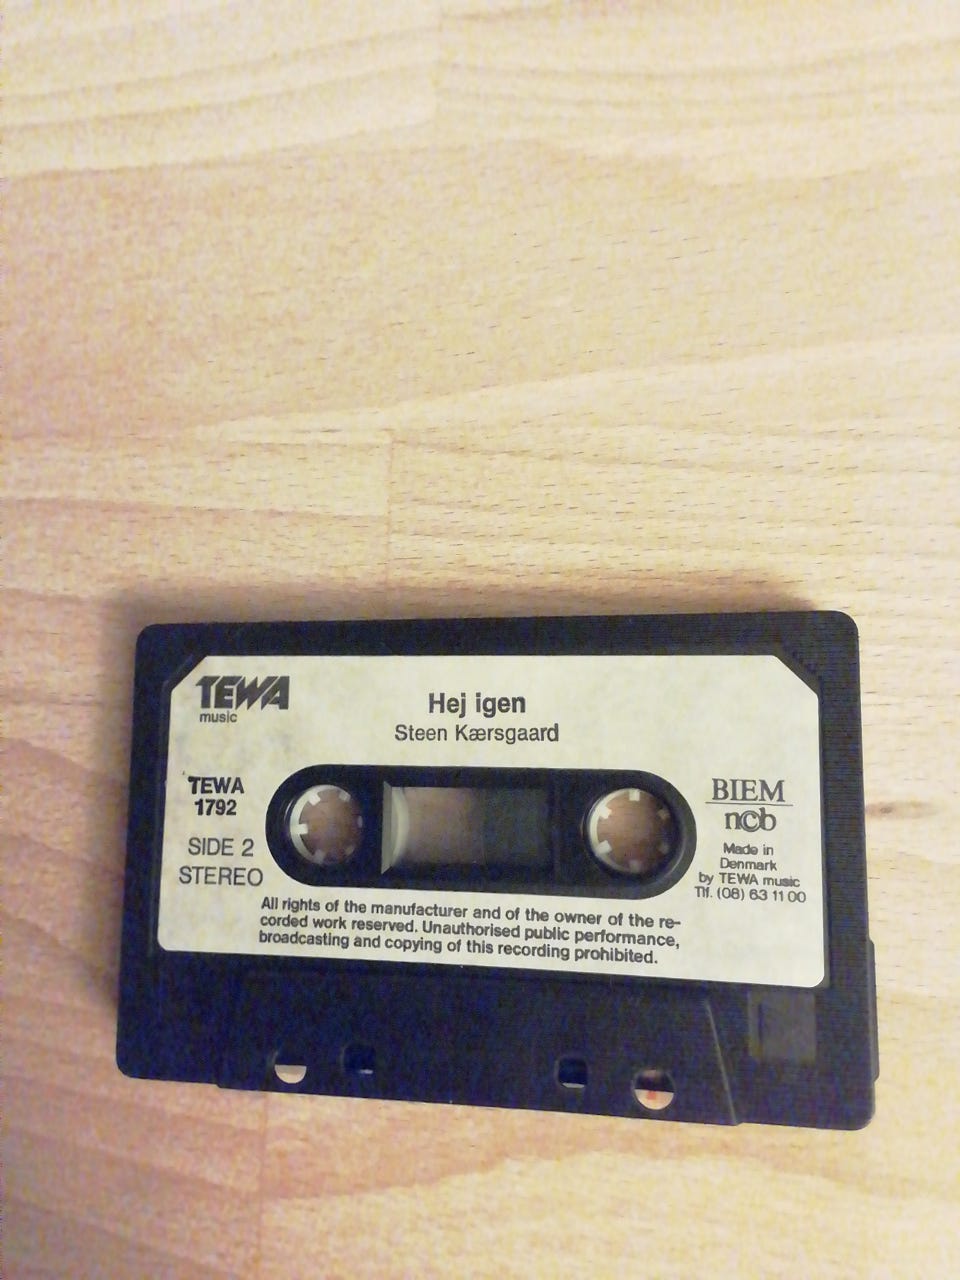 TEWA
music
Hej igen
Steen Kærsgaard
TEWA
1792
SIDE 2
STEREO
BIEM
ncb
Made in
Denmark
by TEWA music
Tlf. (08) 63 11 00
All rights of the manufacturer and of the owner of the re-
corded work reserved. Unauthorised public performance,
broadcasting and copying of this recording prohibited.